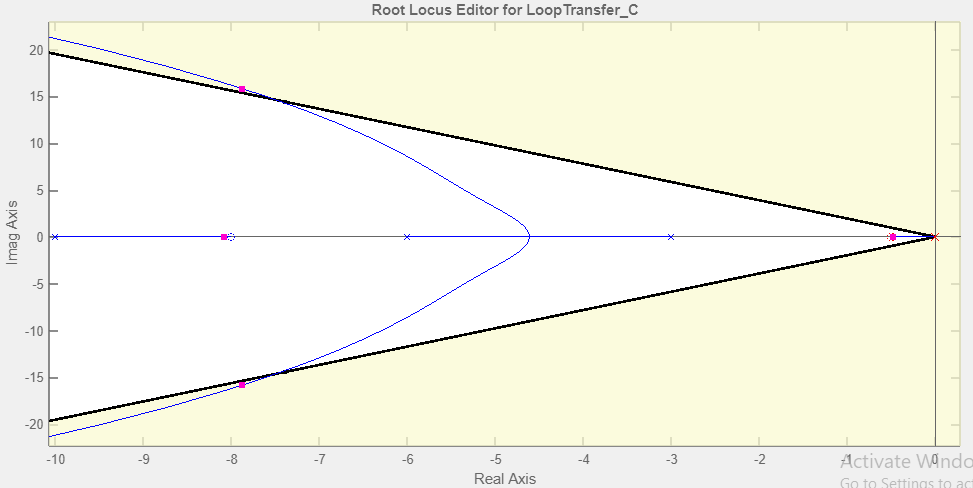 Root Locus Editor for LoopTransfer_C
20
15
10
5
0
-5
-10
-15
-20
Imag Axis
-10 -9 -8 -7 -6 -5 -4 -3 -2 -1 0
Real Axis
Activate Windo
Go to Settings to ac